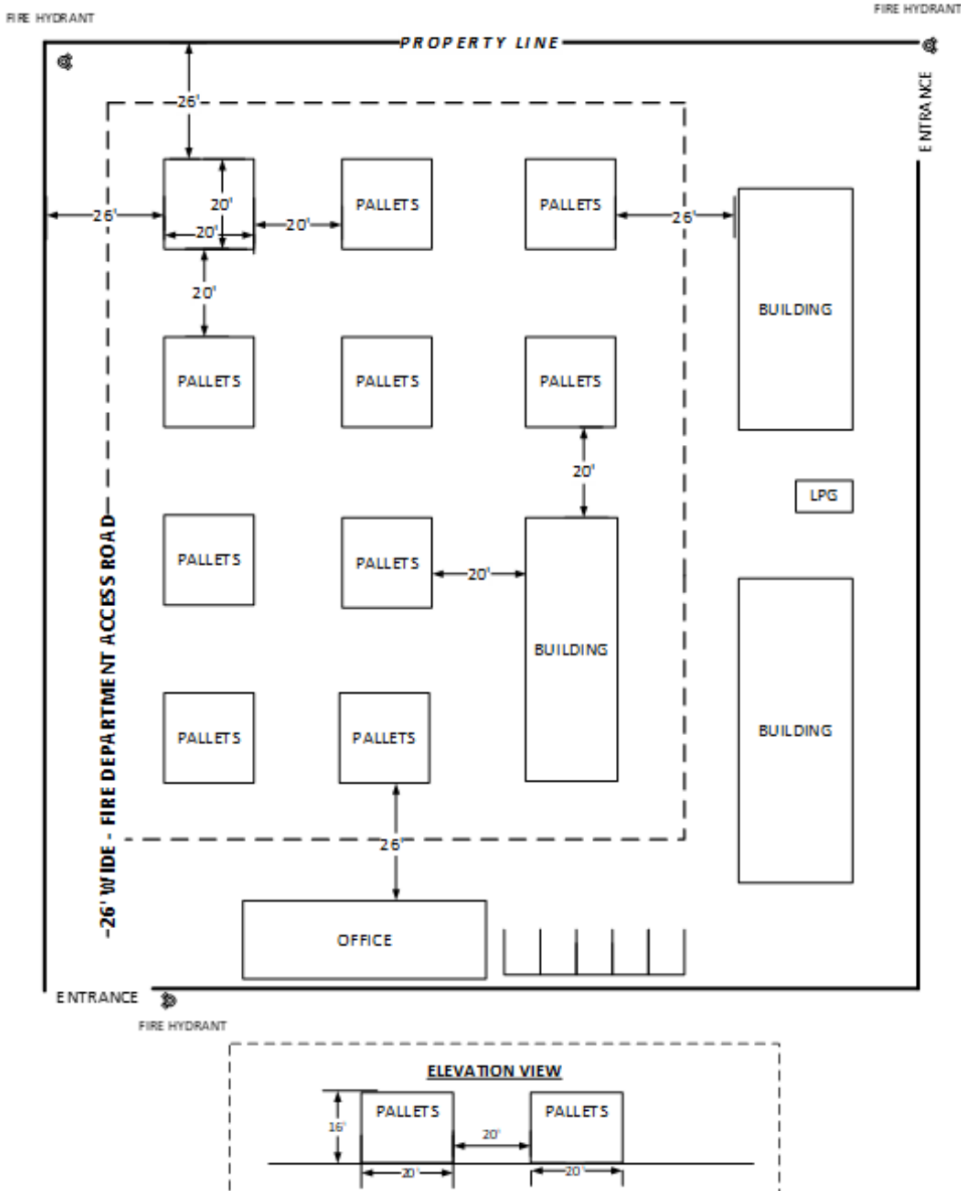 FIRE HYDRANT
FIRE HYDRANT
PROPERTY LINE
ENTRANCE
26'
20'
PALLETS
PALLETS
26'
20'
20'
26'
20'
BUILDING
PALLETS
PALLETS
PALLETS
20'
LPG
PALLETS
PALLETS
20'
BUILDING
26' WIDE - FIRE DEPARTMENT ACCESS ROAD
PALLETS
PALLETS
BUILDING
26'
OFFICE
ENTRANCE
FIRE HYDRANT
ELEVATION VIEW
PALLETS
PALLETS
16'
20'
20'
20'